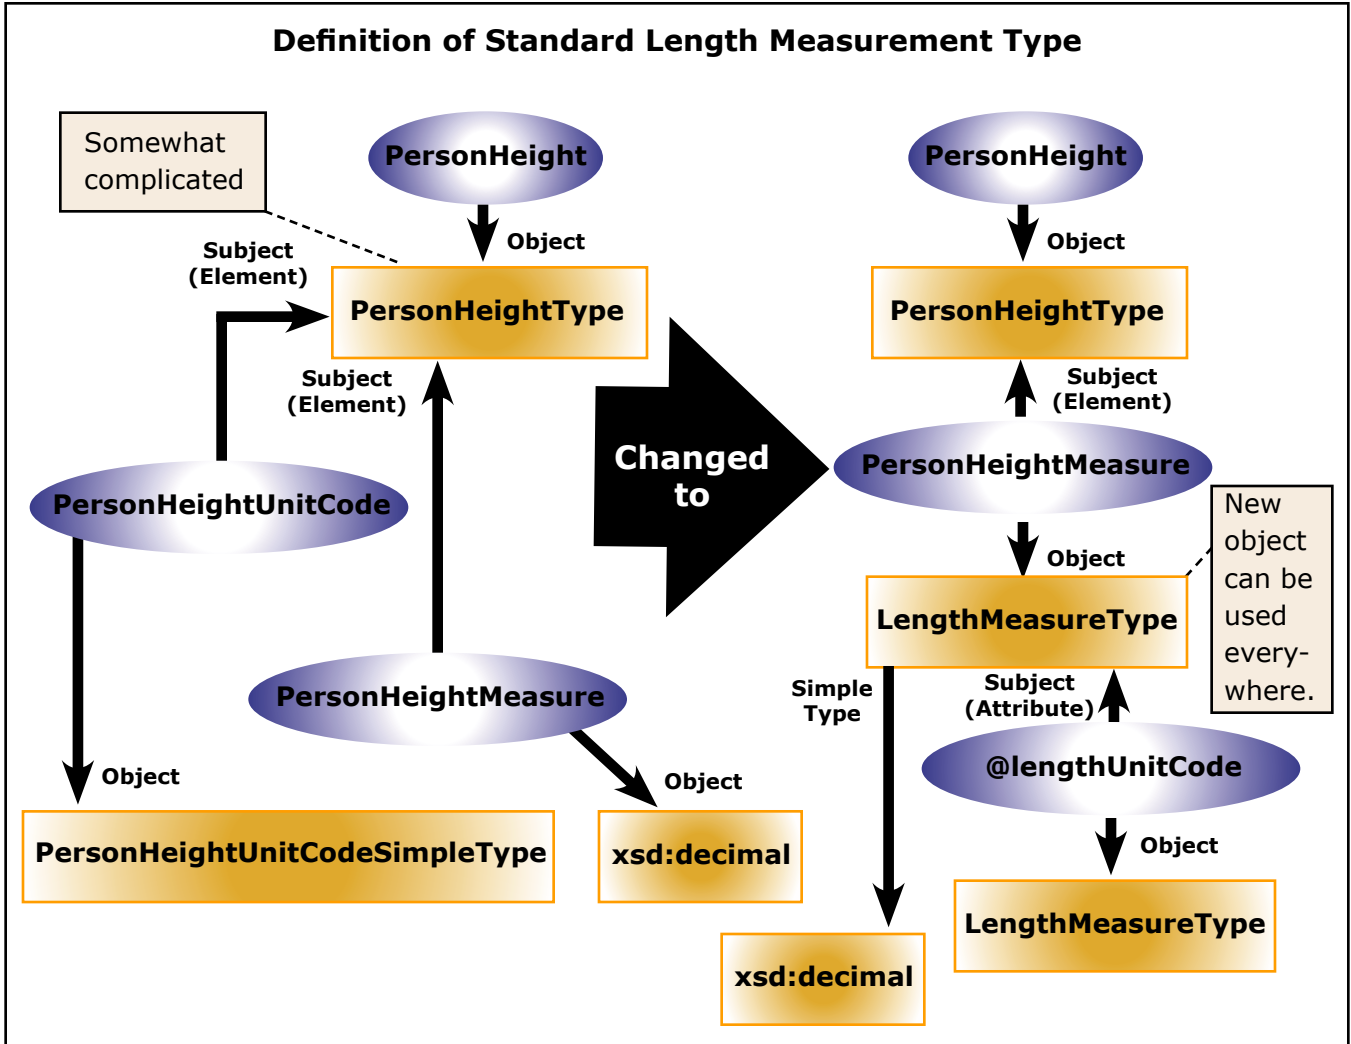 Definition of Standard Length Measurement Type
Somewhat
complicated
PersonHeight
Object
Subject
(Element)
PersonHeightType
Subject
(Element)
PersonHeightUnitCode
PersonHeightMeasure
Object
PersonHeightUnitCodeSimpleType
Object
xsd:decimal
Changed
to
PersonHeight
Object
PersonHeightType
Subject
(Element)
PersonHeightMeasure
New
object
can be
used
every-
where.
Object
LengthMeasureType
Simple
Type
Subject
(Attribute)
@lengthUnitCode
Object
LengthMeasureType
xsd:decimal